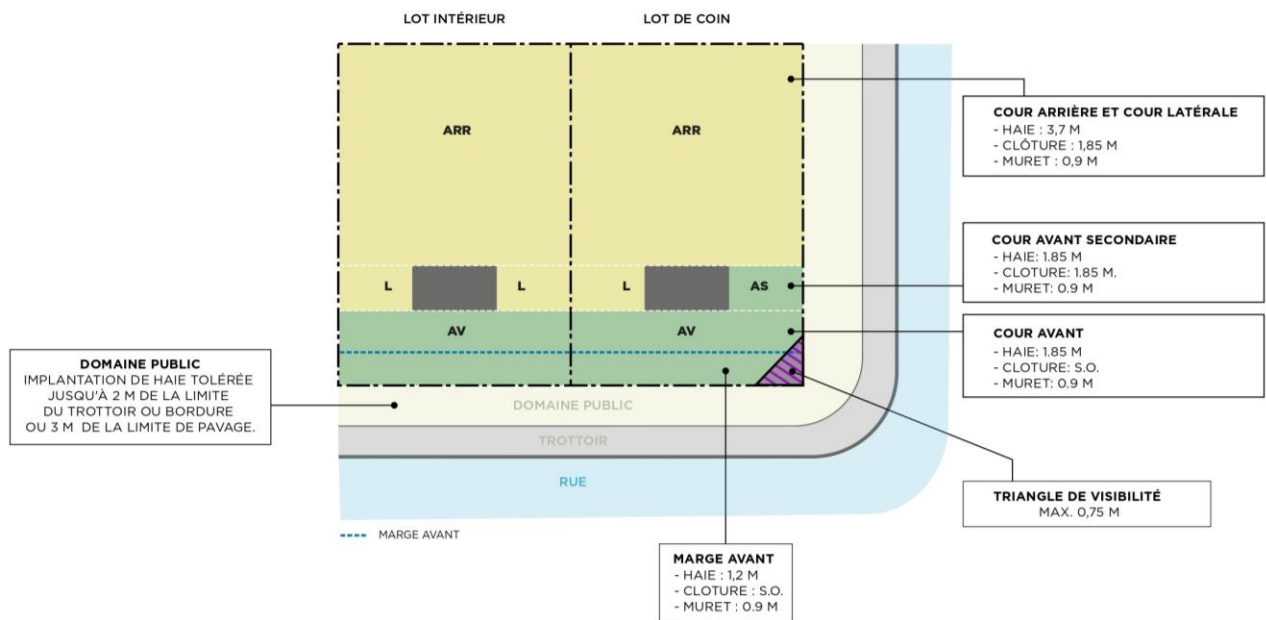 LOT INTÉRIEUR
LOT DE COIN
ARR
ARR
COUR ARRIÈRE ET COUR LATÉRALE
- HAIE : 3,7 M
- CLÔTURE : 1,85 M
- MURET : 0,9 M
COUR AVANT SECONDAIRE
- HAIE: 1.85 M
- CLOTURE: 1.85 M.
- MURET: 0.9 M
L
L
L
AS
AV
AV
COUR AVANT
- HAIE: 1.85 M
- CLOTURE: S.O.
- MURET: 0.9 M
DOMAINE PUBLIC
IMPLANTATION DE HAIE TOLÉRÉE
JUSQU'À 2 M DE LA LIMITE
DU TROTTOIR OU BORDURE
OU 3 M DE LA LIMITE DE PAVAGE.
DOMAINE PUBLIC
TROTTOIR
RUE
TRIANGLE DE VISIBILITÉ
MAX. 0,75 M
MARGE AVANT
MARGE AVANT
- HAIE : 1,2 M
- CLOTURE : S.O.
- MURET : 0.9 M